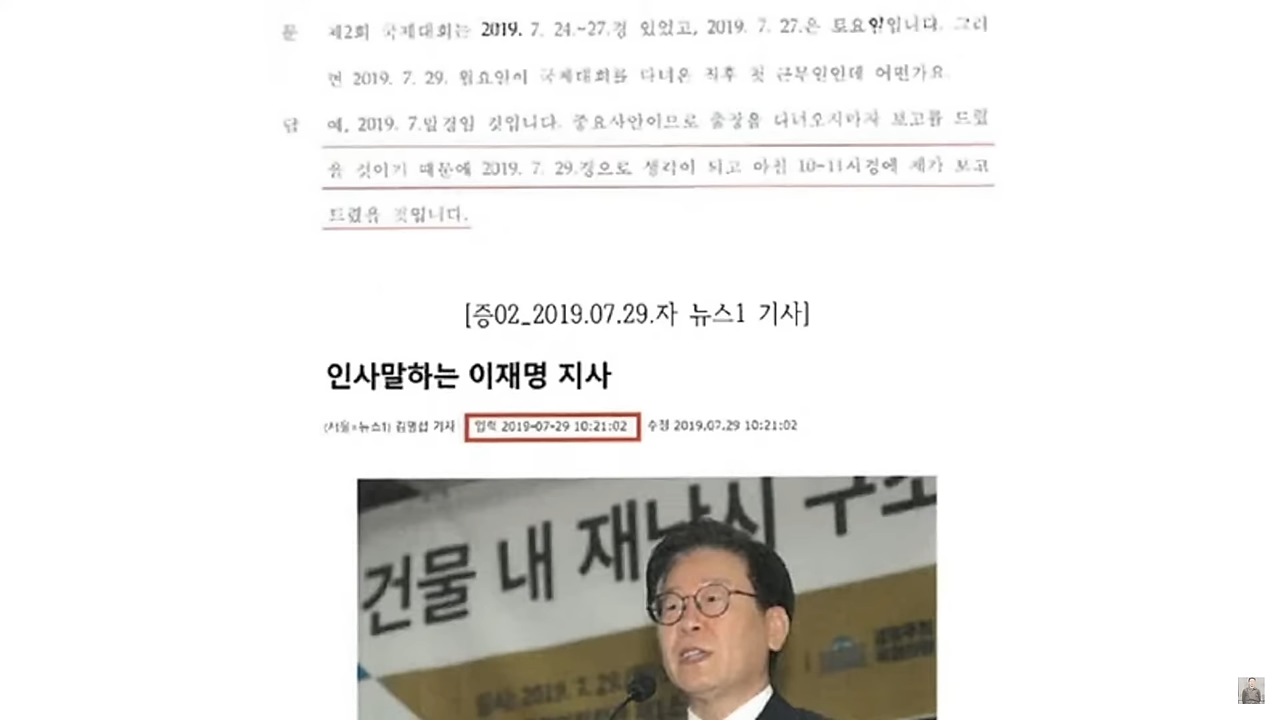 문 제2회 국제대회는 2019. 7. 24.~27.경 있었고, 2019. 7. 27.은 토요일입니다. 그러
면 2019. 7. 29. 월요일이 국제대회를 다녀온 직후 첫 근무일인데 어떤가요.
답 예, 2019. 7.말경일 것입니다. 중요사안이므로 출장을 다녀오시마자 보고를 드렸
을 것이기 때문에 2019. 7. 29.경으로 생각이 되고 아침 10~11시경에 제가 보고
드렸을 것입니다.
[증02_2019.07.29.자 뉴스1 기사]
인사말하는 이재명 지사
(서울=뉴스1) 김명섭 기자 입력 2019-07-29 10:21:02 수정 2019.07.29 10:21:02
건물 내 재난시 구조
일시: 2019. 7. 29.